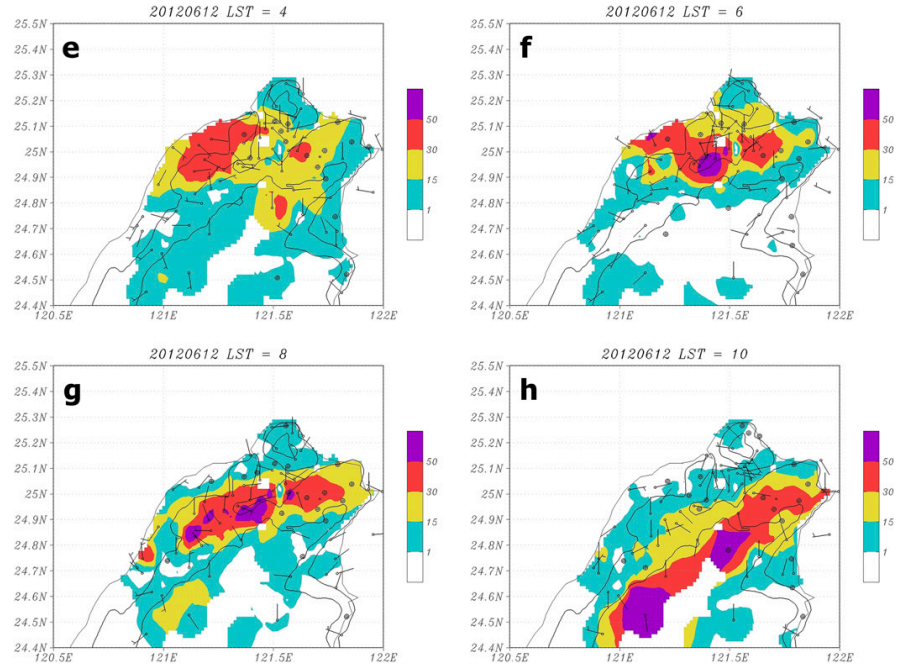 20120612 LST = 4
e
25.5N
25.4N
25.3N
25.2N
25.1N
25N
24.9N
24.8N
24.7N
24.6N
24.5N
24.4N
120.5E 121E 121.5E 122E
50
30
15
1
20120612 LST = 6
f
25.5N
25.4N
25.3N
25.2N
25.1N
25N
24.9N
24.8N
24.7N
24.6N
24.5N
24.4N
120.5E 121E 121.5E 122E
50
30
15
1
20120612 LST = 8
g
25.5N
25.4N
25.3N
25.2N
25.1N
25N
24.9N
24.8N
24.7N
24.6N
24.5N
24.4N
120.5E 121E 121.5E 122E
50
30
15
1
20120612 LST = 10
h
25.5N
25.4N
25.3N
25.2N
25.1N
25N
24.9N
24.8N
24.7N
24.6N
24.5N
24.4N
120.5E 121E 121.5E 122E
50
30
15
1